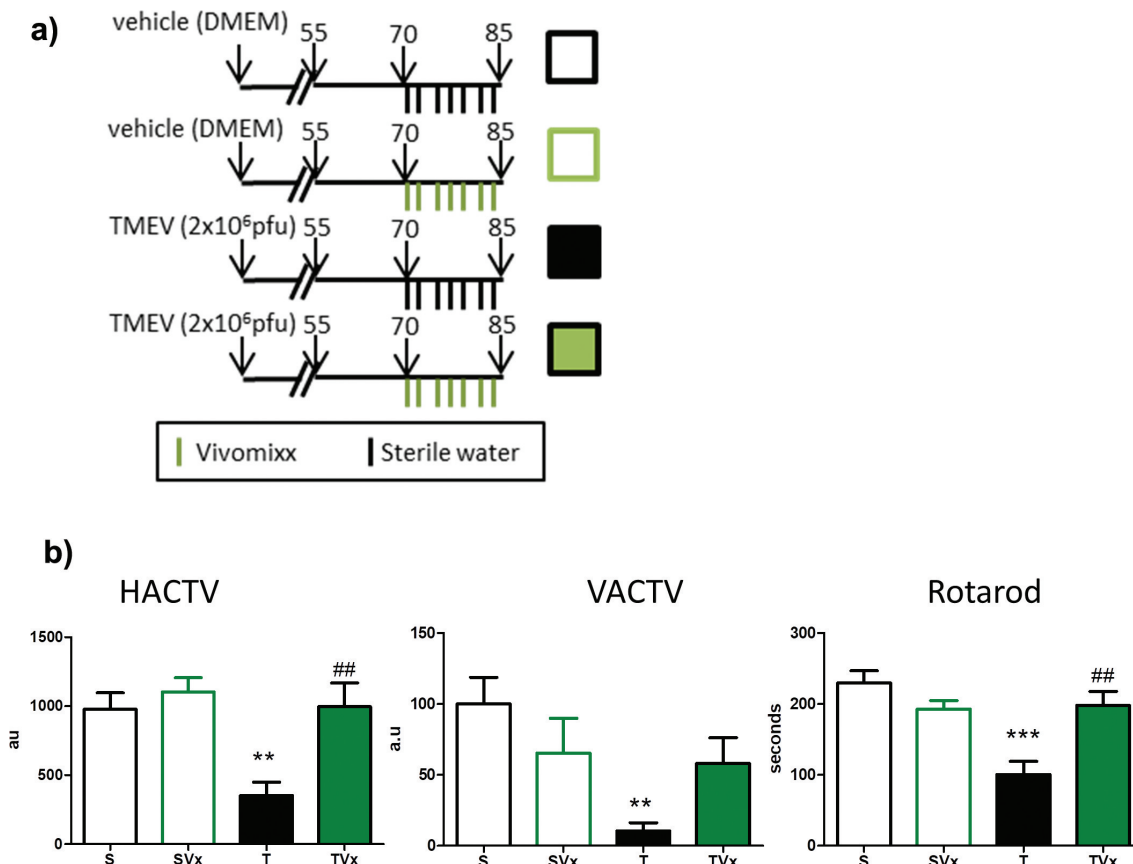 a)
vehicle (DMEM) 55 70 85
vehicle (DMEM) 55 70 85
TMEV (2x10⁶pfu) 55 70 85
TMEV (2x10⁶pfu) 55 70 85
Vivomixx Sterile water
b)
HACTV VACTV Rotarod
1500
1000
500
0
au
**
##
S SVx T TVx
150
100
50
0
a.u
**
S SVx T TVx
300
200
100
0
seconds
***
##
S SVx T TVx